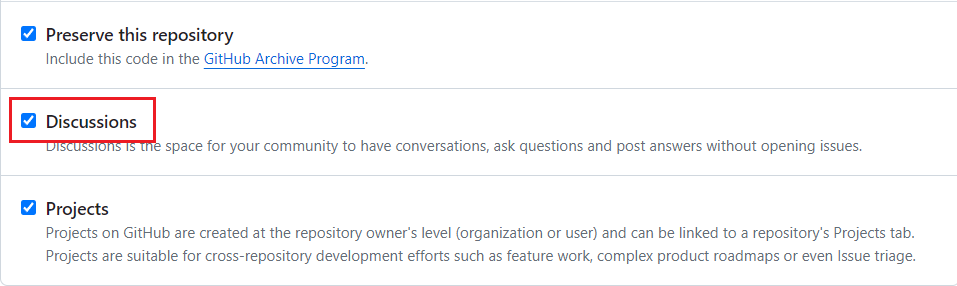 Preserve this repository
Include this code in the GitHub Archive Program.
Discussions
Discussions is the space for your community to have conversations, ask questions and post answers without opening issues.
Projects
Projects on GitHub are created at the repository owner's level (organization or user) and can be linked to a repository's Projects tab.
Projects are suitable for cross-repository development efforts such as feature work, complex product roadmaps or even Issue triage.